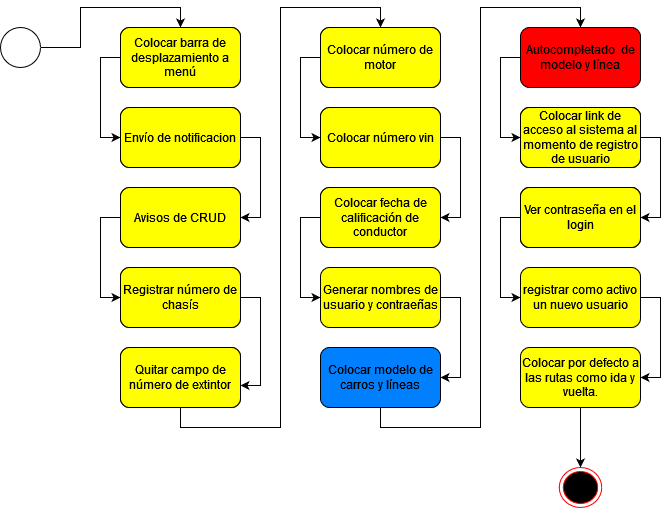 Colocar barra de
desplazamiento a
menú
Envío de notificacion
Avisos de CRUD
Registrar número de
chasís
Quitar campo de
número de extintor
Colocar número de
motor
Colocar número vin
Colocar fecha de
calificación de
conductor
Generar nombres de
usuario y contraeñas
Colocar modelo de
carros y líneas
Autocompletado de
modelo y línea
Colocar link de
acceso al sistema al
momento de registro
de usuario
Ver contraseña en el
login
registrar como activo
un nuevo usuario
Colocar por defecto a
las rutas como ida y
vuelta.